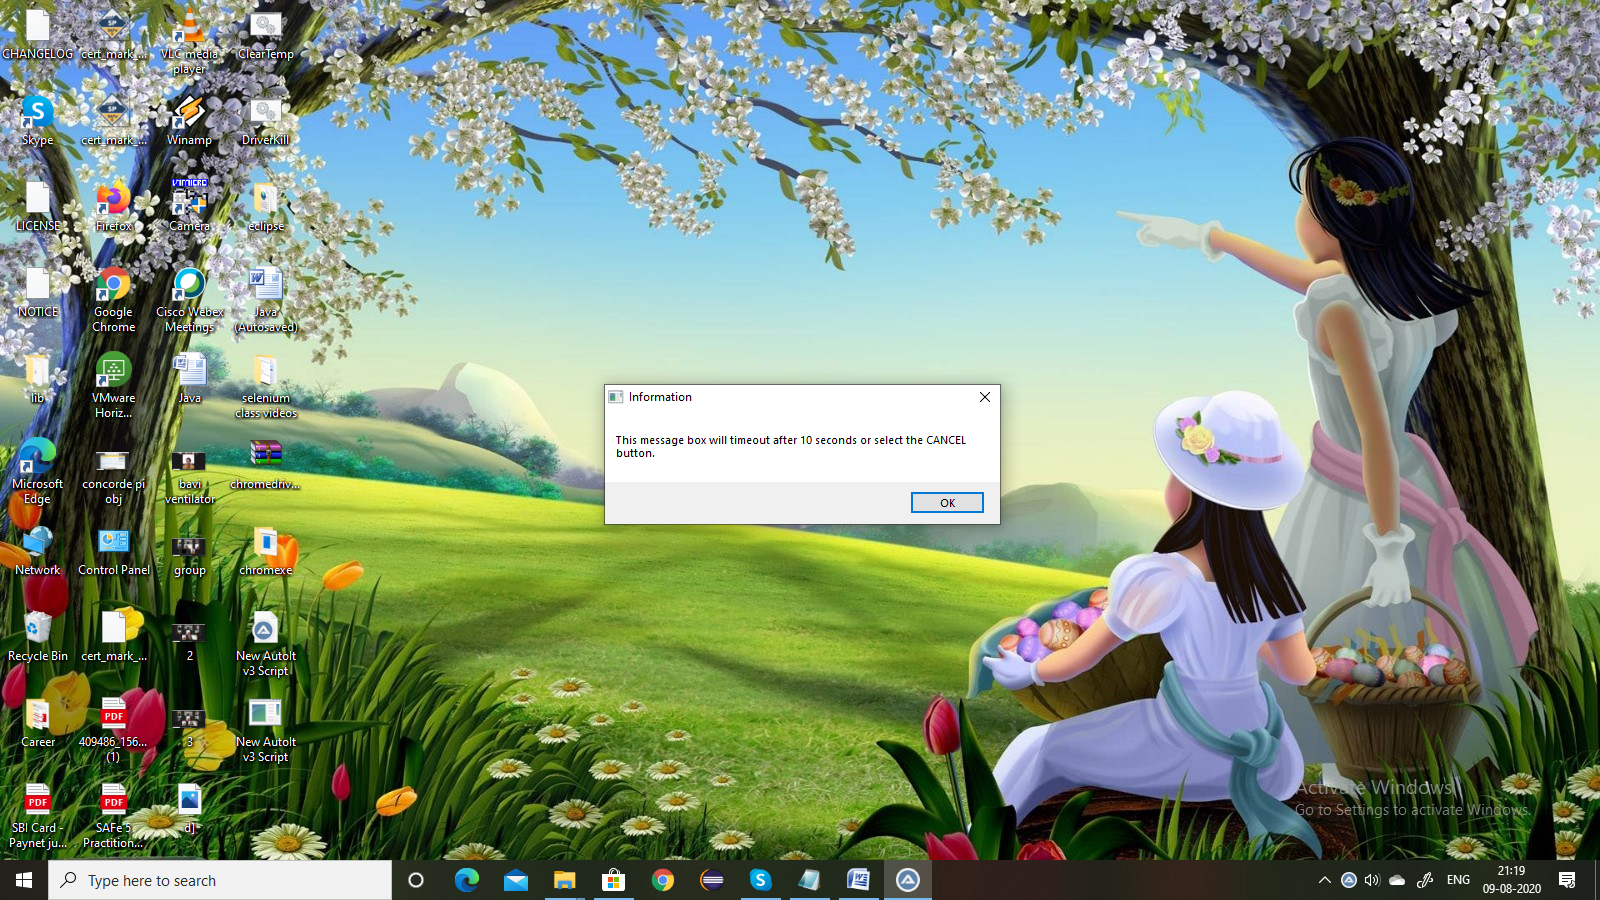 CHANGELOG
cert_mark_...
VLC media
player
ClearTemp
Skype
cert_mark_...
Winamp
DriverKill
LICENSE
Firefox
Camera
eclipse
NOTICE
Google
Chrome
Cisco Webex
Meetings
Java
(Autosaved)
lib
VMware
Horiz...
Java
selenium
class videos
Microsoft
Edge
concorde pi
obj
bavi
ventilator
chromedriv...
Network
Control Panel
group
chromexe
Recycle Bin
cert_mark_...
2
New AutoIt
v3 Script
Career
PDF
409486_156...
(1)
3
New AutoIt
v3 Script
PDF
SBI Card -
Paynet ju...
PDF
SAFe 5
Practition...
d]
Information
This message box will timeout after 10 seconds or select the CANCEL
button.
OK
Activate Windows
Go to Settings to activate Windows.
Type here to search
ENG
21:19
09-08-2020